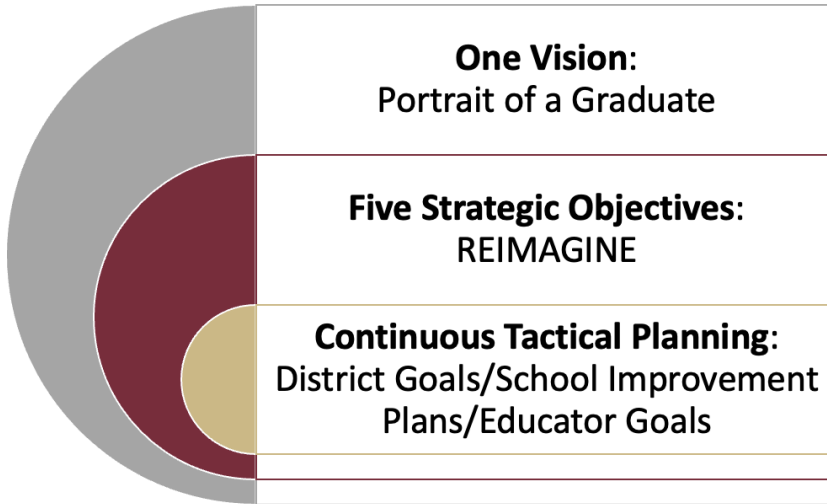 One Vision:
Portrait of a Graduate
Five Strategic Objectives:
REIMAGINE
Continuous Tactical Planning:
District Goals/School Improvement
Plans/Educator Goals